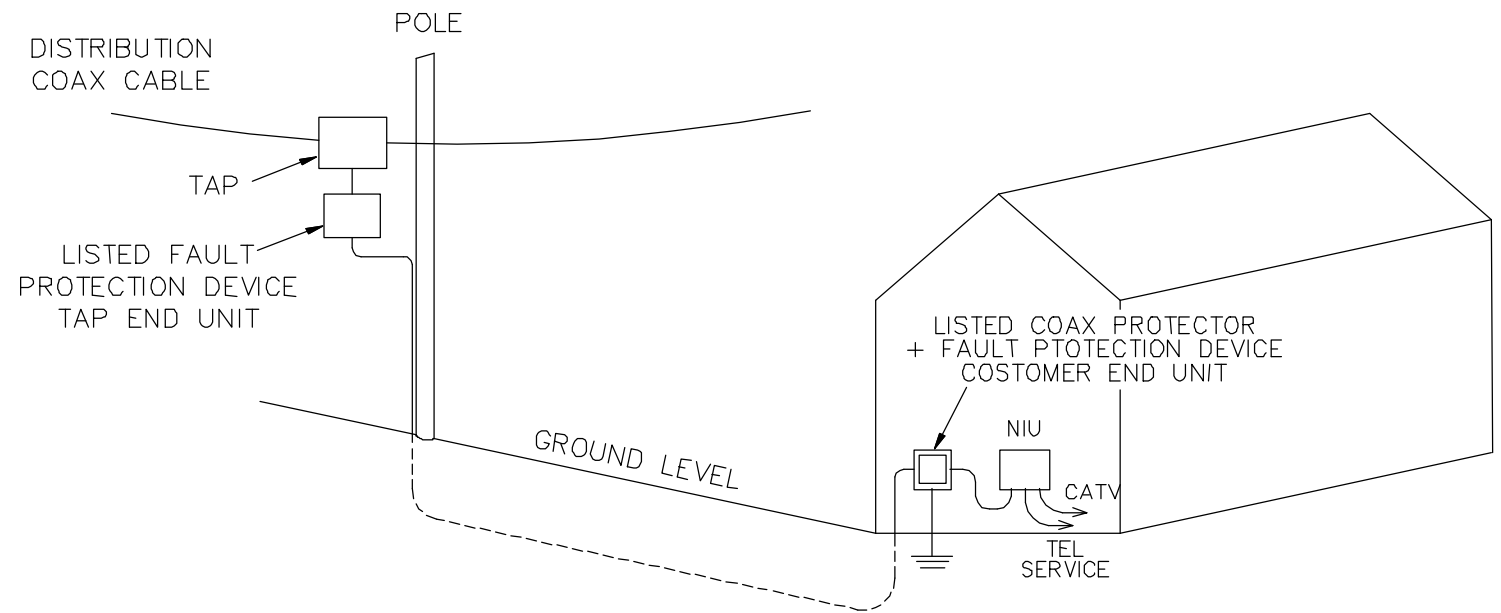 POLE
DISTRIBUTION
COAX CABLE
TAP
LISTED FAULT
PROTECTION DEVICE
TAP END UNIT
LISTED COAX PROTECTOR
+ FAULT PTOTECTION DEVICE
COSTOMER END UNIT
NIU
GROUND LEVEL
CATV
TEL
SERVICE